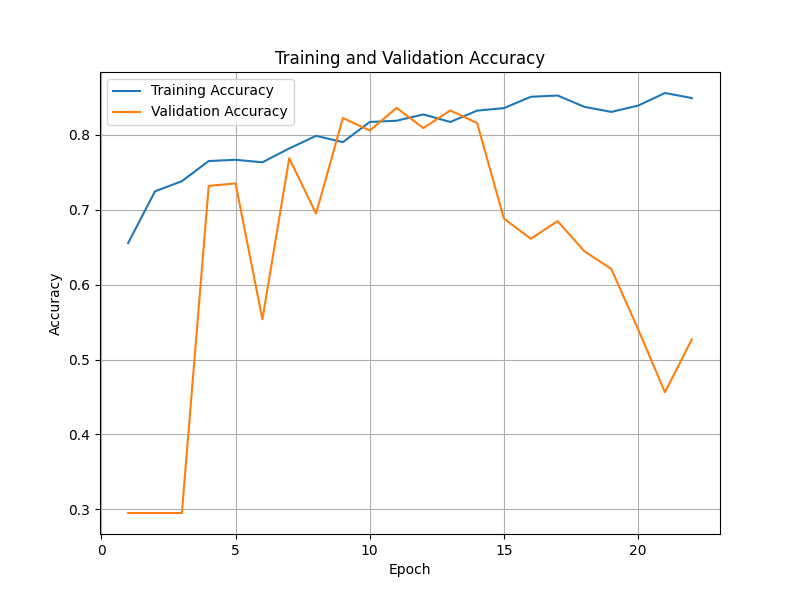 Training and Validation Accuracy
Training Accuracy
Validation Accuracy
0.8
0.7
0.6
0.5
0.4
0.3
Accuracy
0
5
10
15
20
Epoch